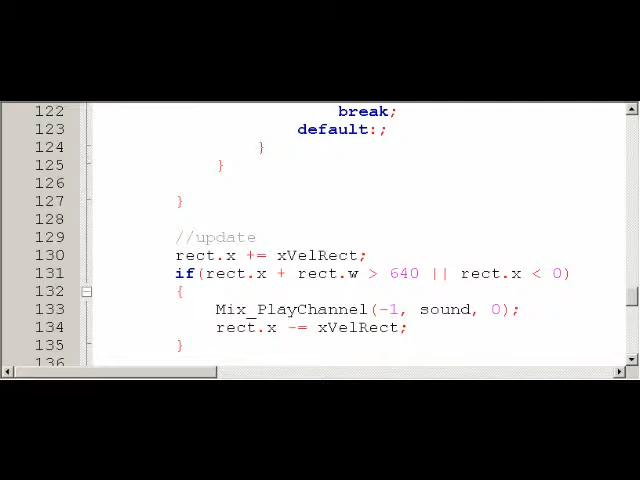 122 break;
123 default:;
124 }
125 }
126
127 }
128
129 //update
130 rect.x += xVelRect;
131 if(rect.x + rect.w > 640 || rect.x < 0)
132 {
133 Mix_PlayChannel(-1, sound, 0);
134 rect.x -= xVelRect;
135 }
136